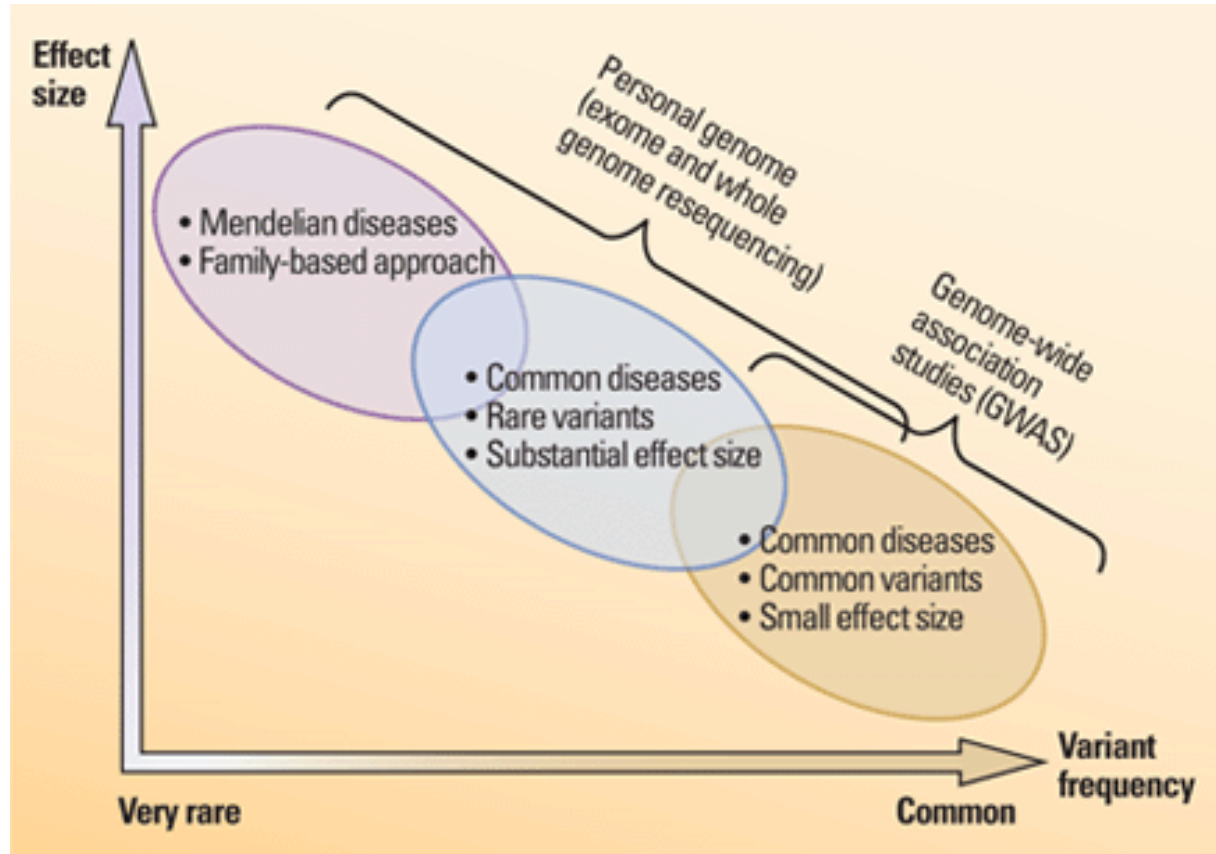 Effect
size
Personal genome
(exome and whole
genome resequencing)
• Mendelian diseases
• Family-based approach
Genome-wide
association
studies (GWAS)
• Common diseases
• Rare variants
• Substantial effect size
• Common diseases
• Common variants
• Small effect size
Variant
frequency
Very rare
Common